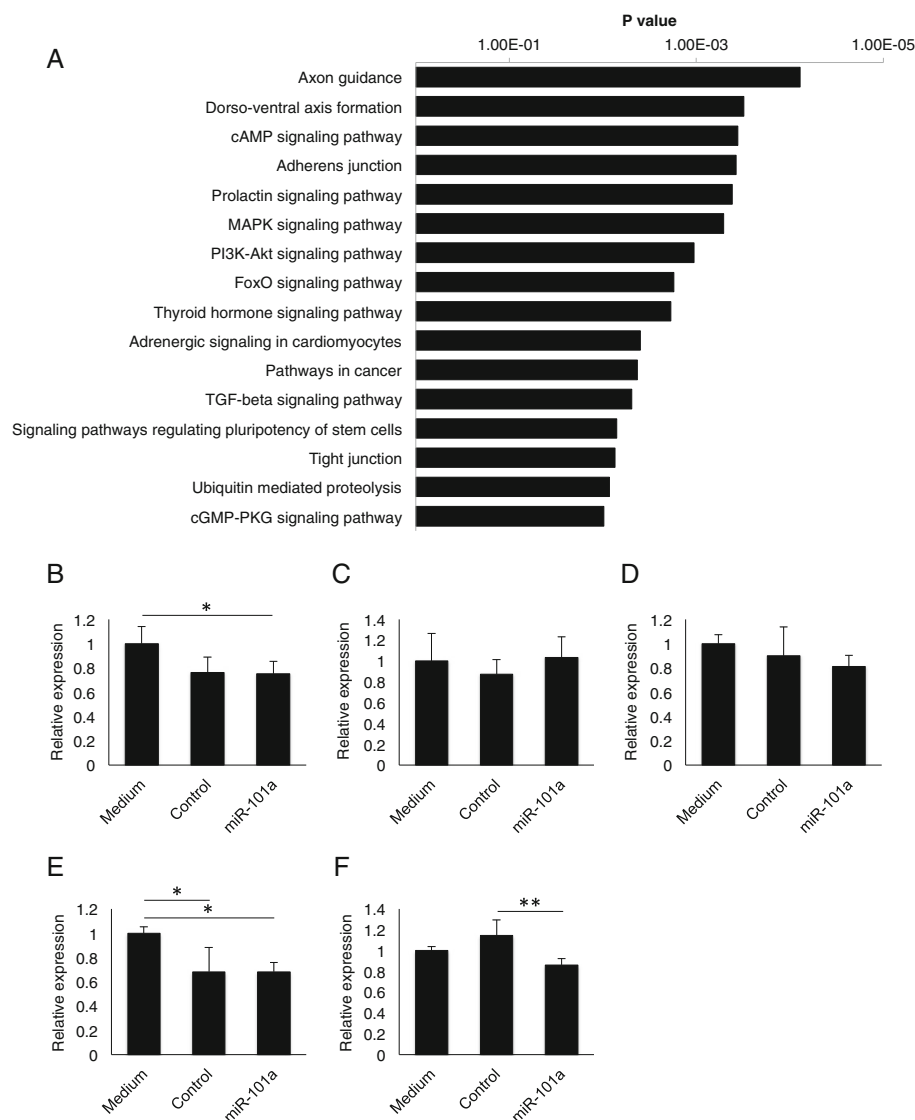 P value
1.00E-01 1.00E-03 1.00E-05
A
Axon guidance
Dorso-ventral axis formation
cAMP signaling pathway
Adherens junction
Prolactin signaling pathway
MAPK signaling pathway
PI3K-Akt signaling pathway
FoxO signaling pathway
Thyroid hormone signaling pathway
Adrenergic signaling in cardiomyocytes
Pathways in cancer
TGF-beta signaling pathway
Signaling pathways regulating pluripotency of stem cells
Tight junction
Ubiquitin mediated proteolysis
cGMP-PKG signaling pathway
B
Relative expression
1.2
1
0.8
0.6
0.4
0.2
0
*
Medium
Control
miR-101a
C
Relative expression
1.4
1.2
1
0.8
0.6
0.4
0.2
0
Medium
Control
miR-101a
D
Relative expression
1.2
1
0.8
0.6
0.4
0.2
0
Medium
Control
miR-101a
E
Relative expression
1.2
1
0.8
0.6
0.4
0.2
0
*
*
Medium
Control
miR-101a
F
Relative expression
1.4
1.2
1
0.8
0.6
0.4
0.2
0
**
Medium
Control
miR-101a